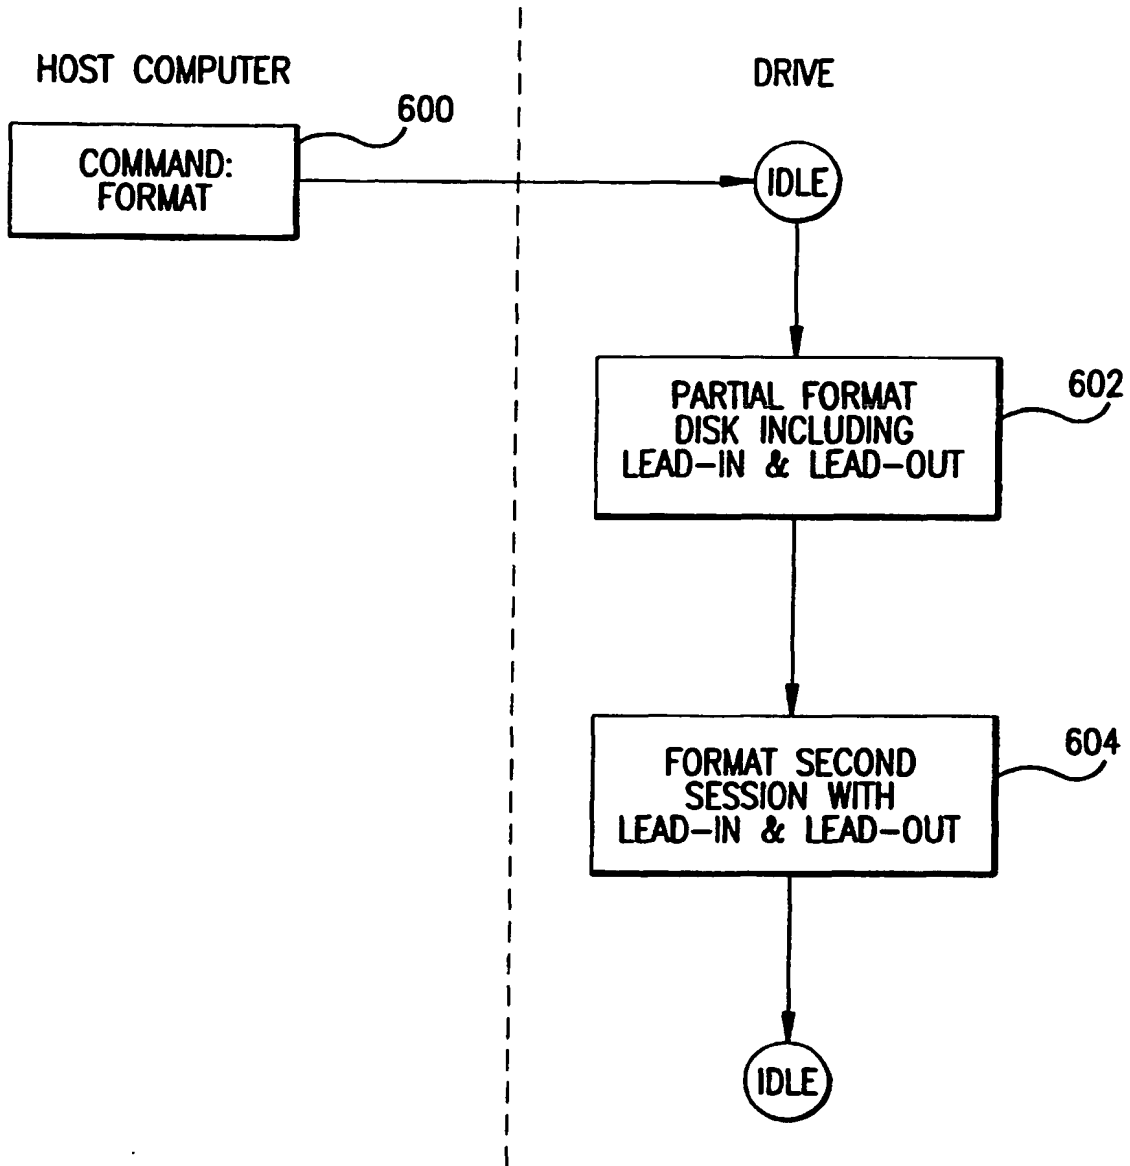 HOST COMPUTER
DRIVE
600
COMMAND:
FORMAT
IDLE
602
PARTIAL FORMAT
DISK INCLUDING
LEAD-IN & LEAD-OUT
604
FORMAT SECOND
SESSION WITH
LEAD-IN & LEAD-OUT
IDLE